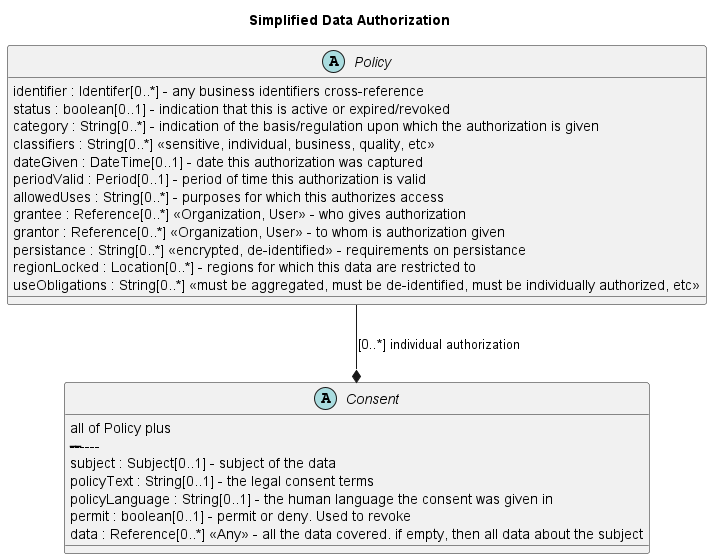 Simplified Data Authorization
A Policy
identifier : Identifer[0..*] - any business identifiers cross-reference
status : boolean[0..1] - indication that this is active or expired/revoked
category : String[0..*] - indication of the basis/regulation upon which the authorization is given
classifiers : String[0..*] «sensitive, individual, business, quality, etc»
dateGiven : DateTime[0..1] - date this authorization was captured
periodValid : Period[0..1] - period of time this authorization is valid
allowedUses : String[0..*] - purposes for which this authorizes access
grantee : Reference[0..*] «Organization, User» - who gives authorization
grantor : Reference[0..*] «Organization, User» - to whom is authorization given
persistance : String[0..*] «encrypted, de-identified» - requirements on persistance
regionLocked : Location[0..*] - regions for which this data are restricted to
useObligations : String[0..*] «must be aggregated, must be de-identified, must be individually authorized, etc»
[0..*] individual authorization
A Consent
all of Policy plus
------
subject : Subject[0..1] - subject of the data
policyText : String[0..1] - the legal consent terms
policyLanguage : String[0..1] - the human language the consent was given in
permit : boolean[0..1] - permit or deny. Used to revoke
data : Reference[0..*] «Any» - all the data covered. if empty, then all data about the subject